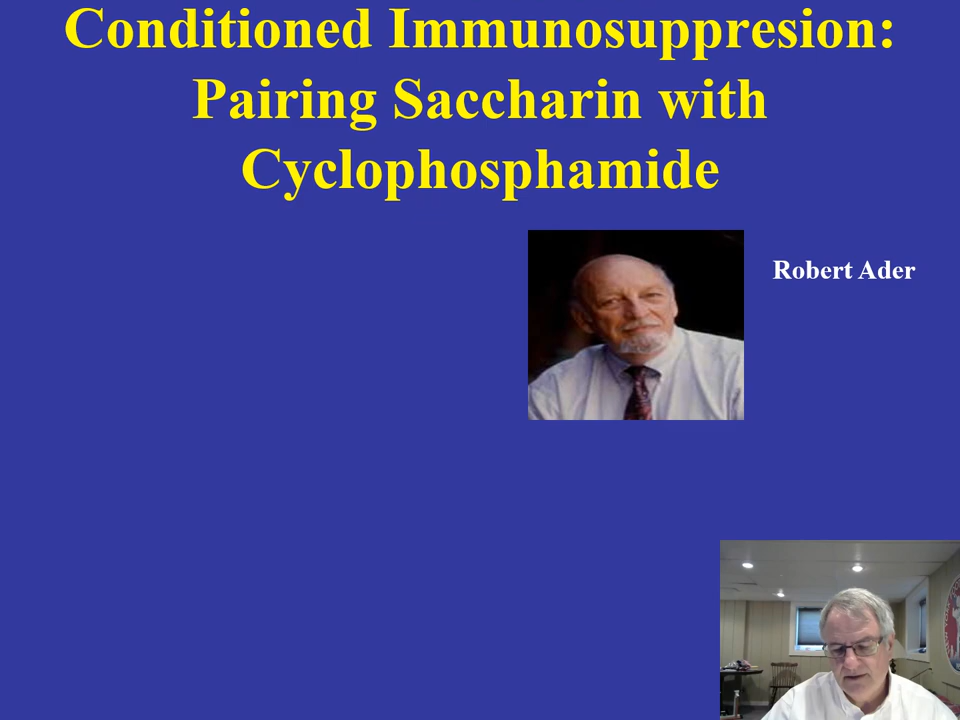 Conditioned Immunosuppresion:
Pairing Saccharin with
Cyclophosphamide
Robert Ader